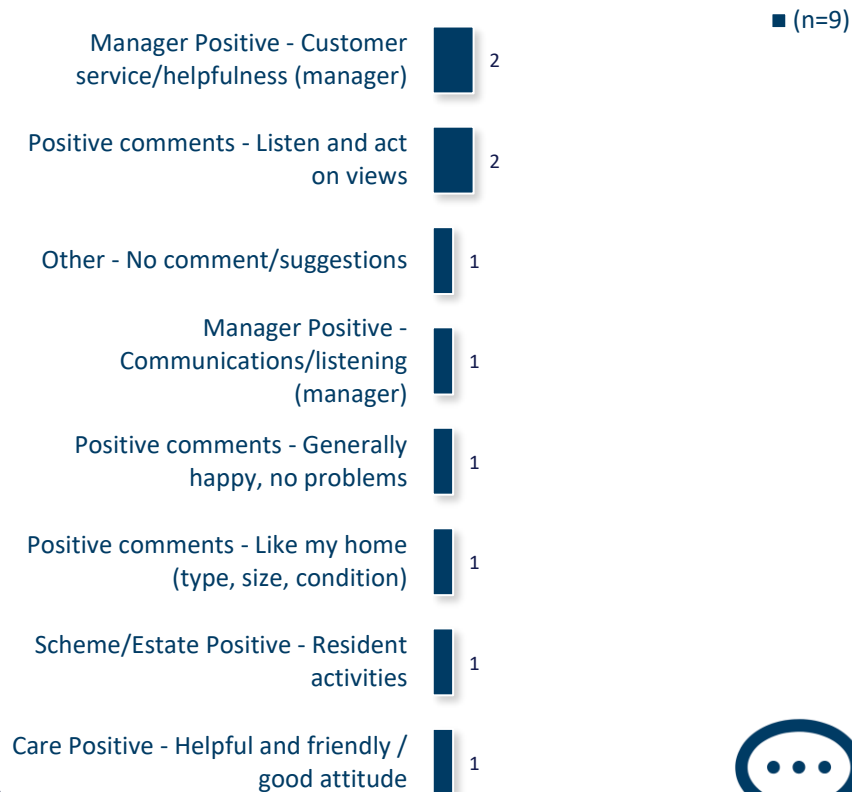 ■ (n=9)
Manager Positive - Customer
service/helpfulness (manager)
2
Positive comments - Listen and act
on views
2
Other - No comment/suggestions
1
Manager Positive -
Communications/listening
(manager)
1
Positive comments - Generally
happy, no problems
1
Positive comments - Like my home
(type, size, condition)
1
Scheme/Estate Positive - Resident
activities
1
Care Positive - Helpful and friendly /
good attitude
1